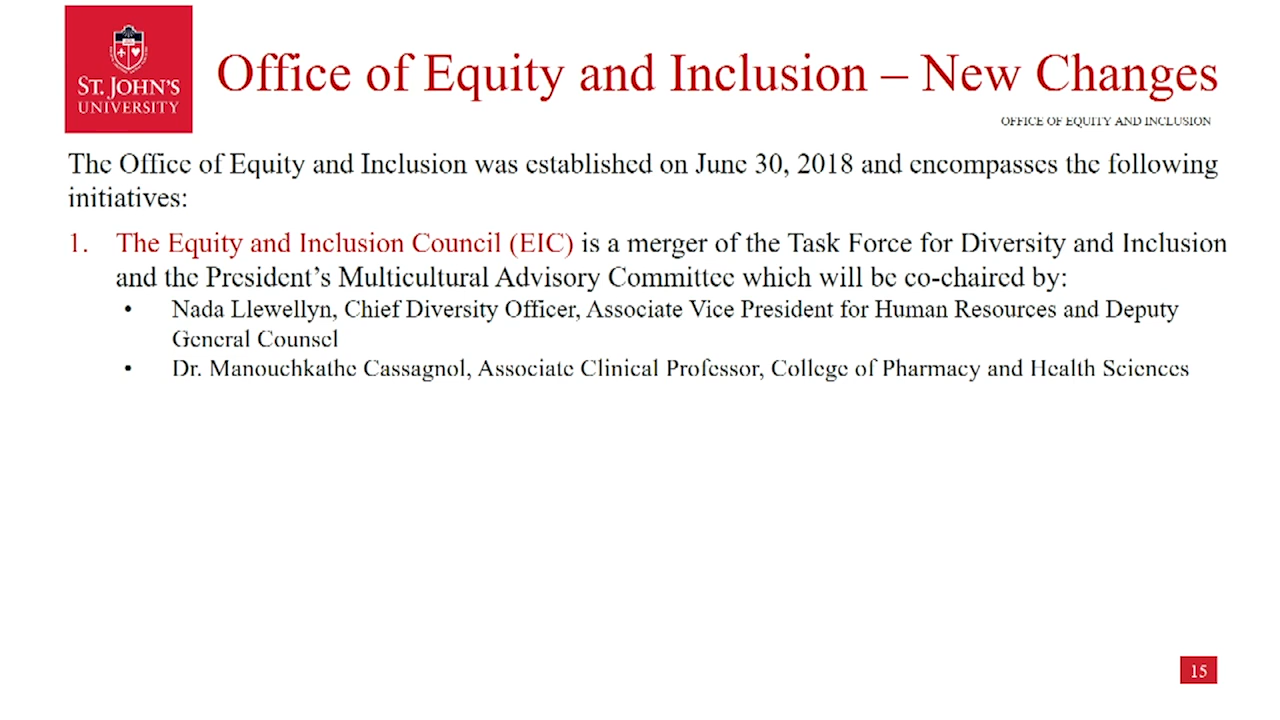 ST. JOHN'S
UNIVERSITY
Office of Equity and Inclusion – New Changes
OFFICE OF EQUITY AND INCLUSION
The Office of Equity and Inclusion was established on June 30, 2018 and encompasses the following
initiatives:
1. The Equity and Inclusion Council (EIC) is a merger of the Task Force for Diversity and Inclusion
and the President's Multicultural Advisory Committee which will be co-chaired by:
• Nada Llewellyn, Chief Diversity Officer, Associate Vice President for Human Resources and Deputy
General Counsel
• Dr. Manouchkathe Cassagnol, Associate Clinical Professor, College of Pharmacy and Health Sciences
15